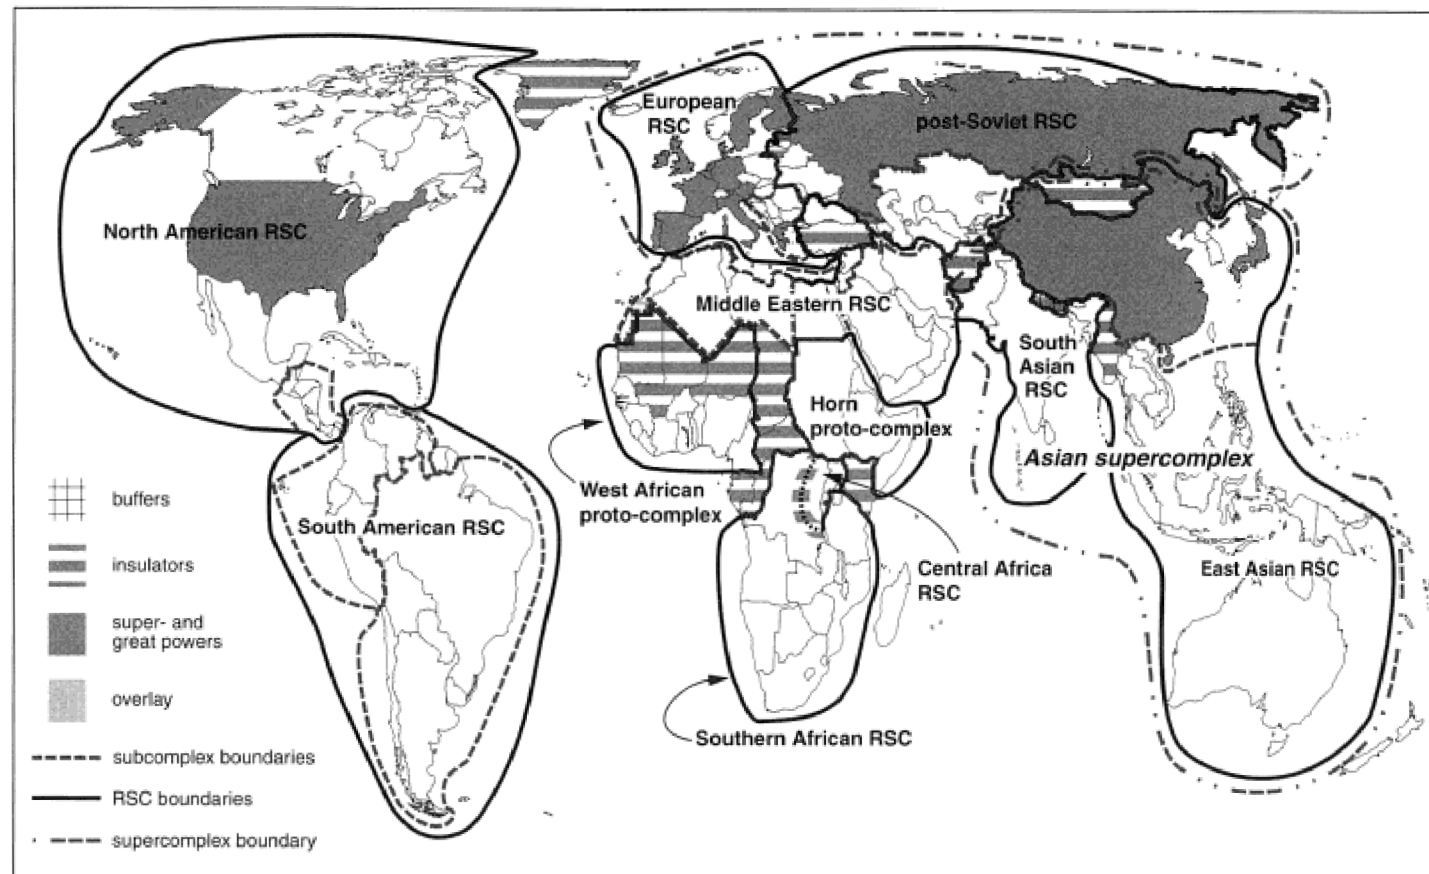 European
RSC
post-Soviet RSC
North American RSC
Middle Eastern RSC
South
Asian
RSC
Horn
proto-complex
Asian supercomplex
West African
proto-complex
South American RSC
Central Africa
RSC
East Asian RSC
Southern African RSC
buffers
insulators
super- and
great powers
overlay
subcomplex boundaries
RSC boundaries
supercomplex boundary